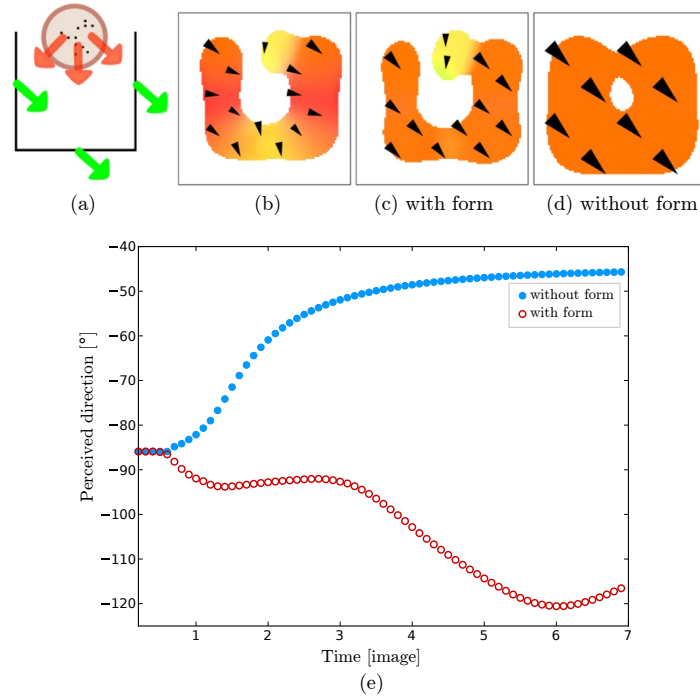 (a)
(b)
(c) with form
(d) without form
−40
−50
−60
−70
−80
−90
−100
−110
−120
Perceived direction [°]
without form
with form
1 2 3 4 5 6 7
Time [image]
(e)